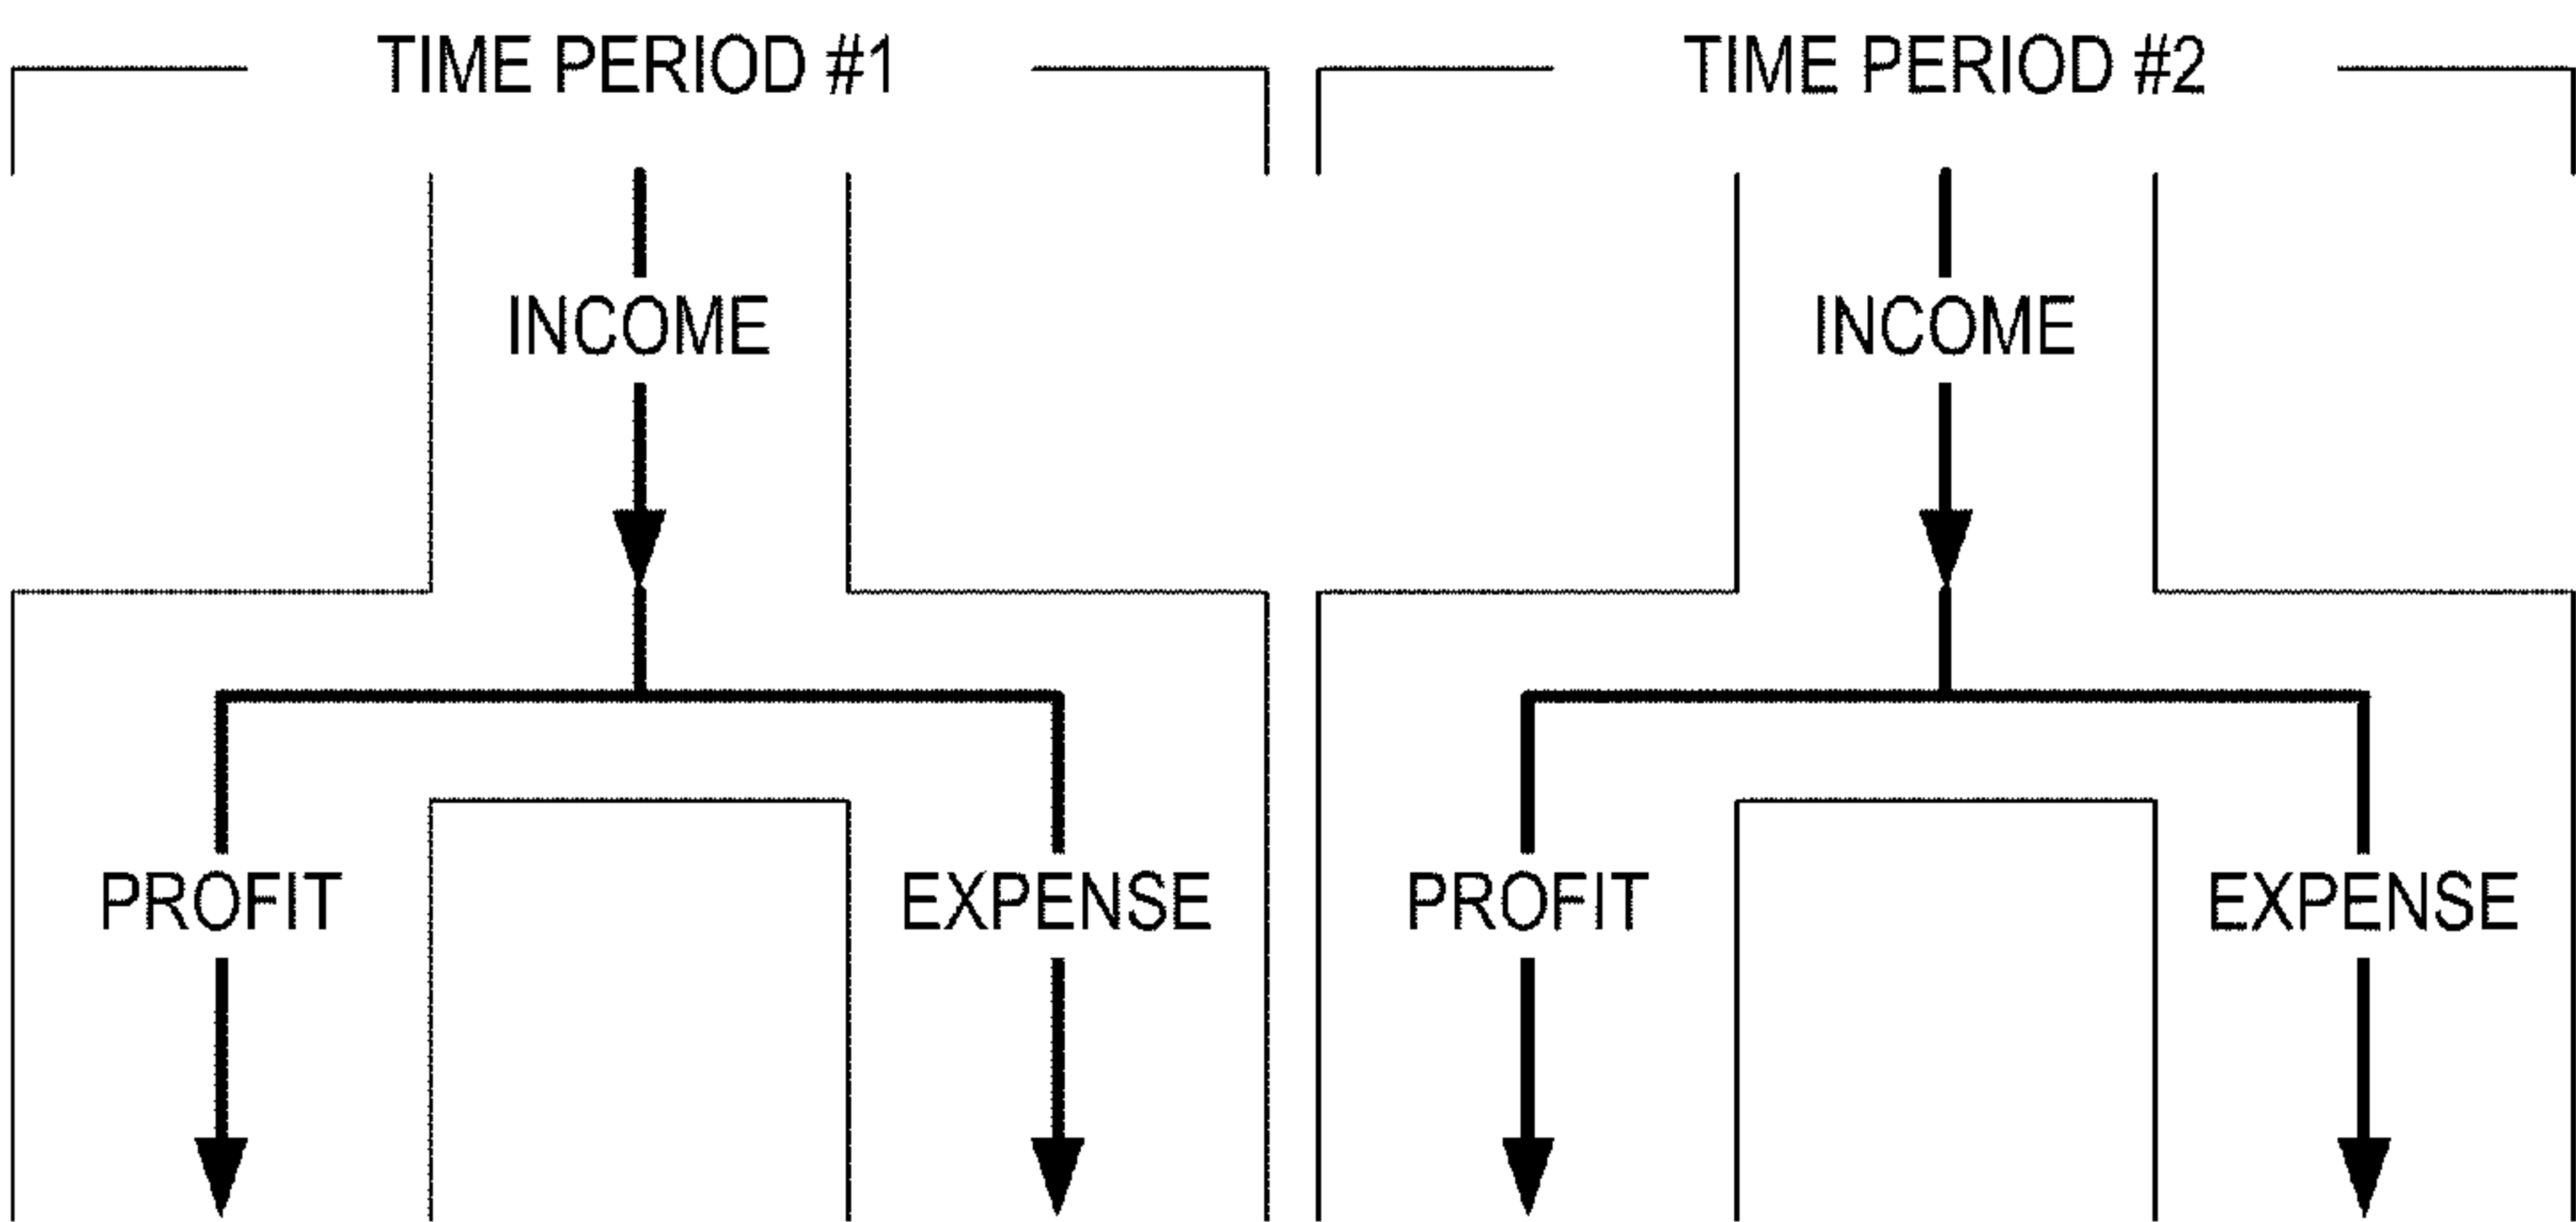 TIME PERIOD #1
TIME PERIOD #2
INCOME
INCOME
PROFIT
EXPENSE
PROFIT
EXPENSE